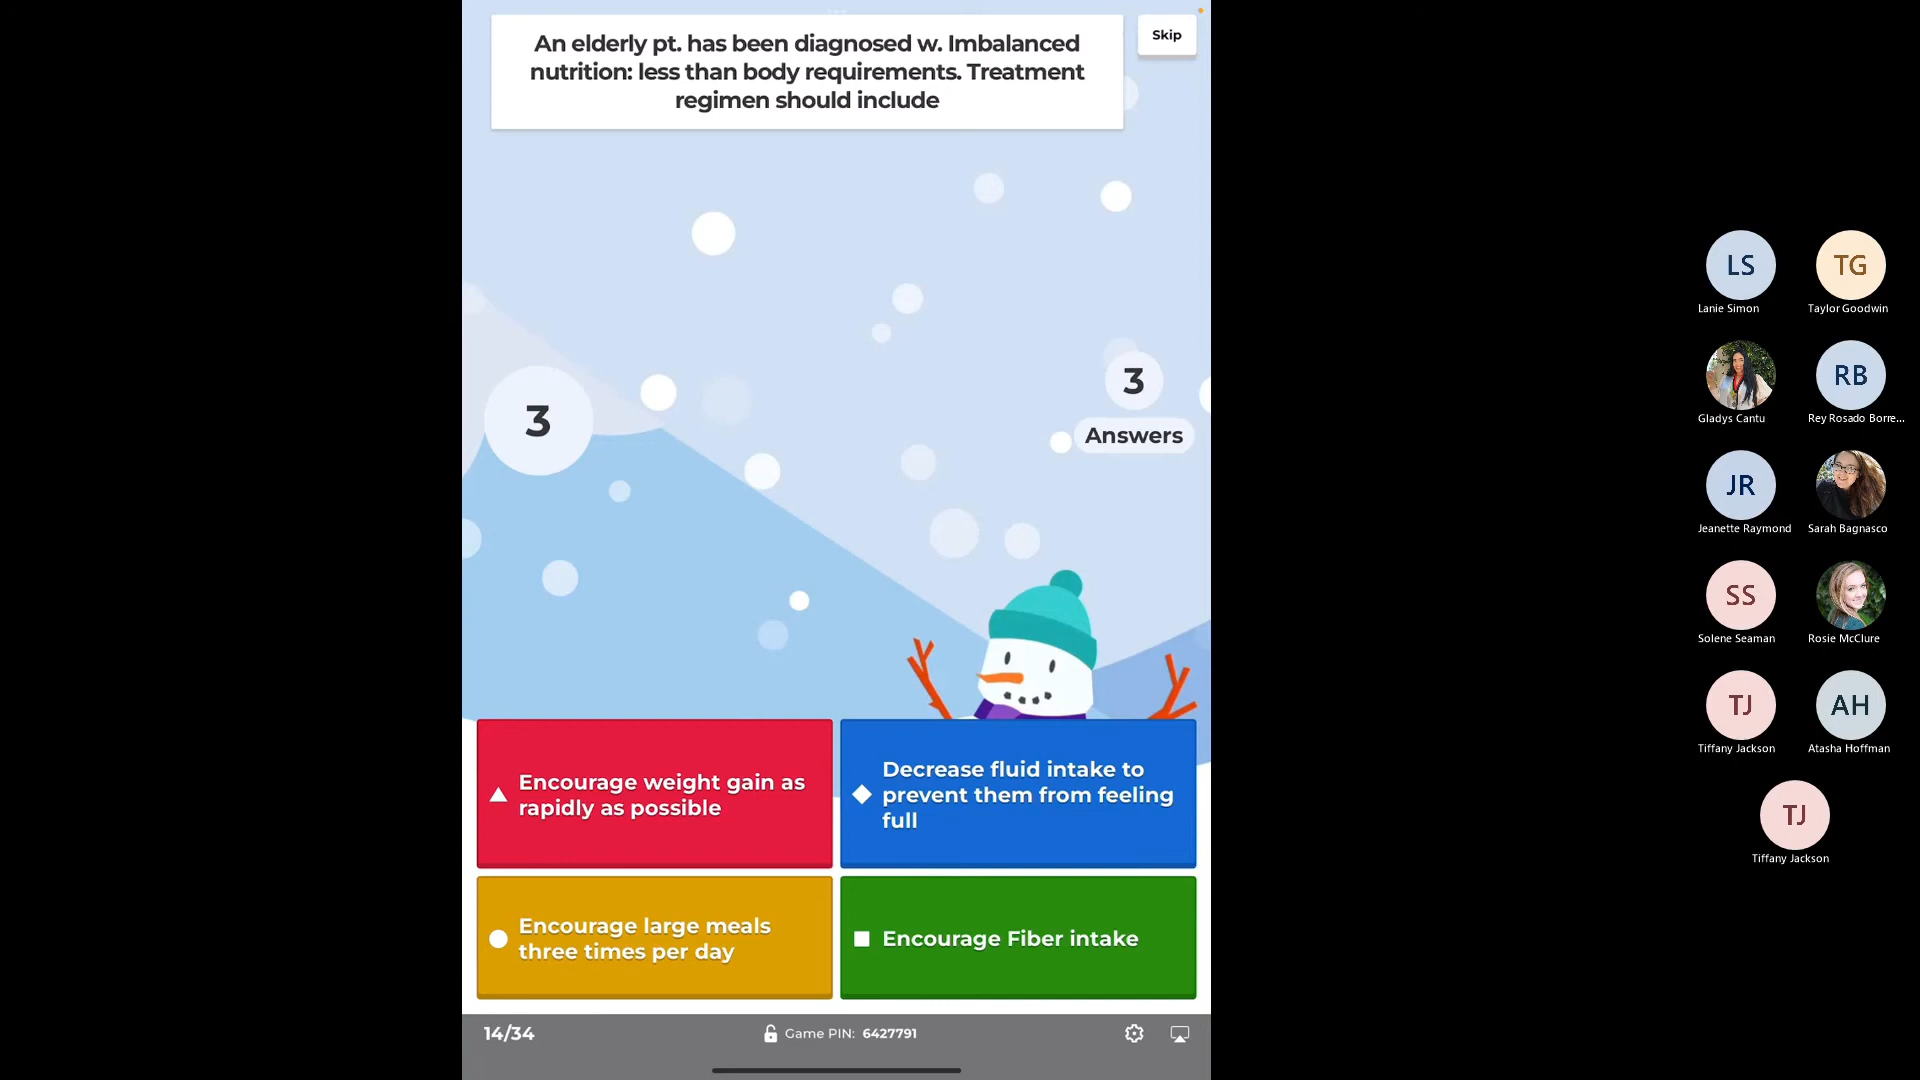 An elderly pt. has been diagnosed w. Imbalanced
nutrition: less than body requirements. Treatment
regimen should include
Skip
3
3
Answers
Encourage weight gain as
rapidly as possible
Decrease fluid intake to
prevent them from feeling
full
Encourage large meals
three times per day
Encourage Fiber intake
14/34
Game PIN: 6427791
LS
Lanie Simon
TG
Taylor Goodwin
Gladys Cantu
RB
Rey Rosado Borre...
JR
Jeanette Raymond
Sarah Bagnasco
SS
Solene Seaman
Rosie McClure
TJ
Tiffany Jackson
AH
Atasha Hoffman
TJ
Tiffany Jackson